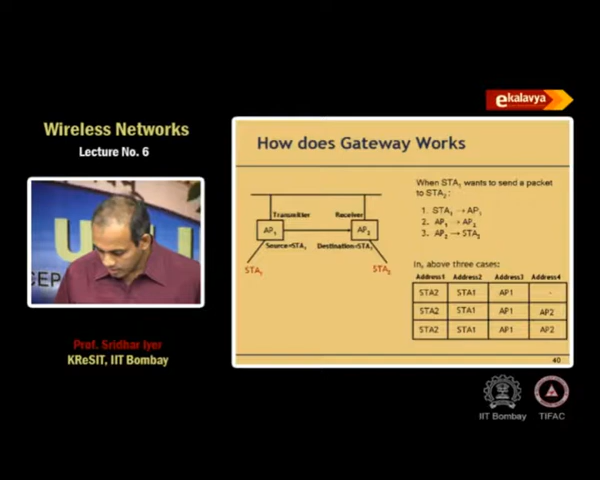 ekalavya
Wireless Networks
Lecture No. 6
How does Gateway Works
When STA1 wants to send a packet
to STA2 :
1. STA1 → AP1
2. AP1 → AP2
3. AP2 → STA2
Transmitter Receiver
AP1 AP2
Source=STA1 Destination=STA2
STA1 STA2
In, above three cases:
Address1 Address2 Address3 Address4
STA2 STA1 AP1 -
STA2 STA1 AP1 AP2
STA2 STA1 AP1 AP2
40
Prof. Sridhar Iyer
KReSIT, IIT Bombay
IIT Bombay TIFAC